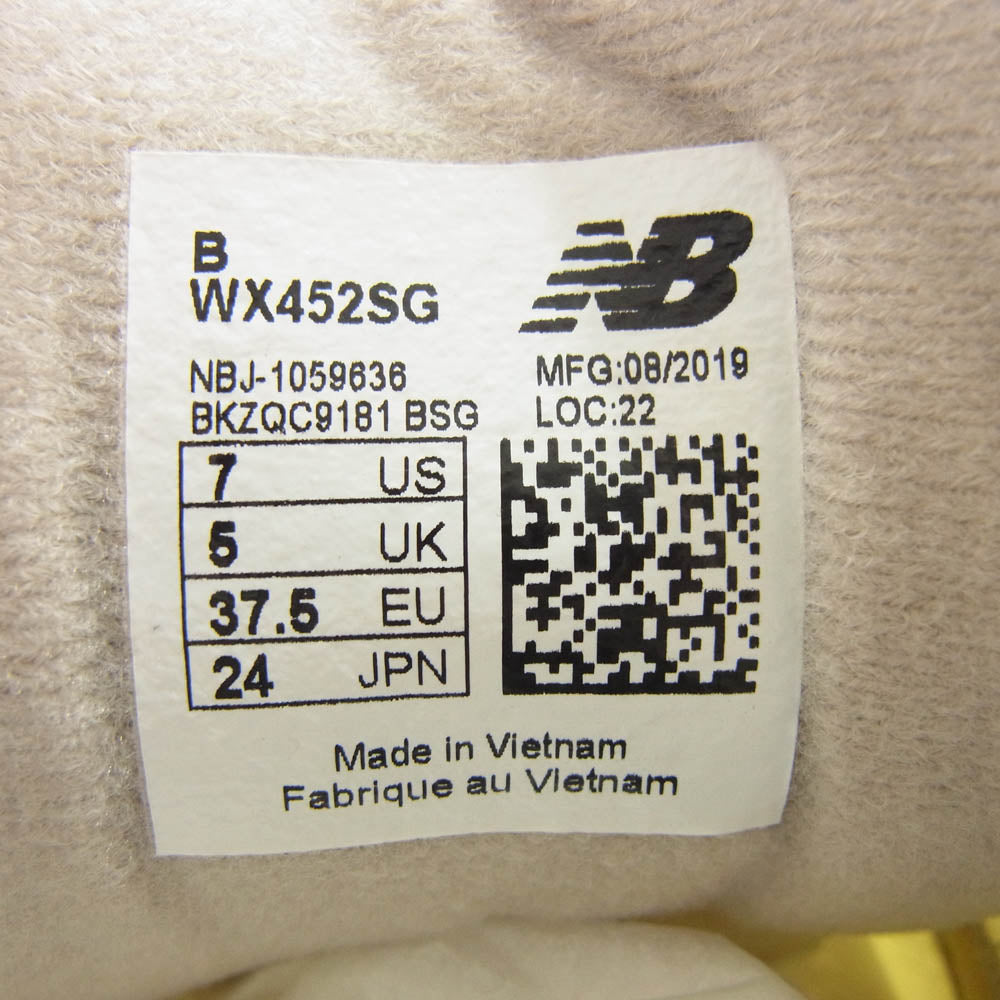 B
WX452SG
NB
NBJ-1059636
BKZQC9181 BSG
MFG:08/2019
LOC:22
7 US
5 UK
37.5 EU
24 JPN
Made in Vietnam
Fabrique au Vietnam